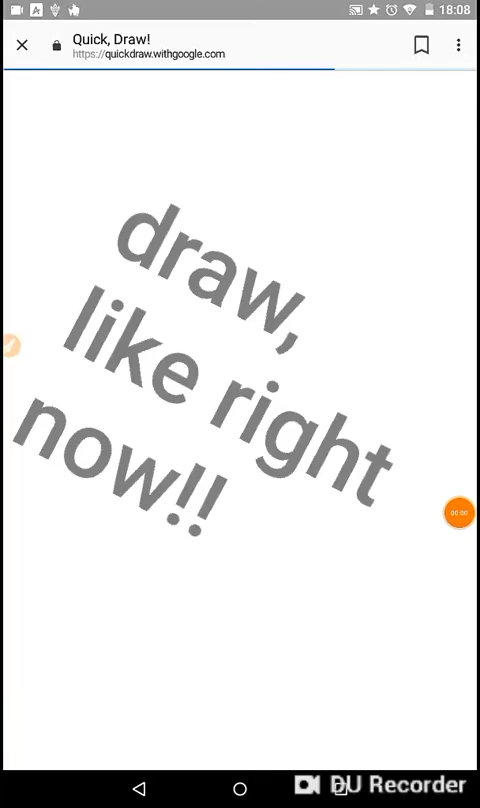 18:08
Quick, Draw!
https://quickdraw.withgoogle.com
draw,
like right
now!!
00:00
DU Recorder